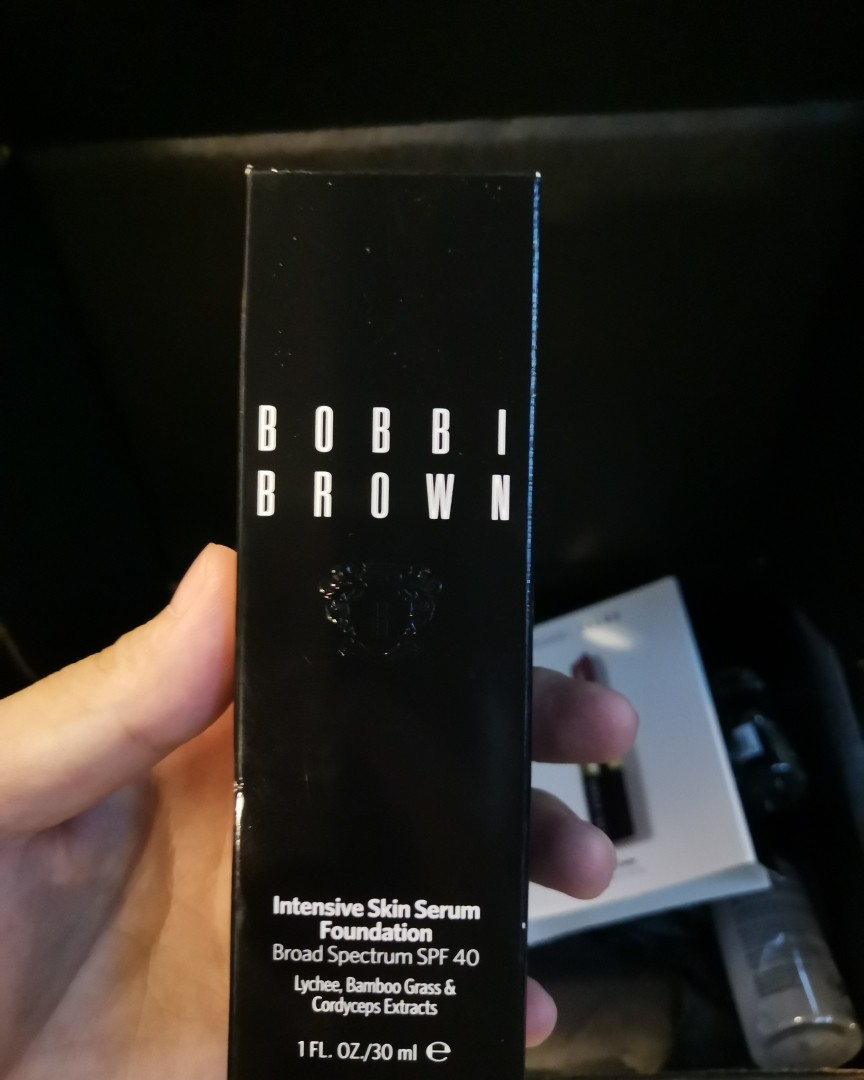 BOBBI
BROWN
Intensive Skin Serum
Foundation
Broad Spectrum SPF 40
Lychee, Bamboo Grass &
Cordyceps Extracts
1 FL. OZ./30 ml ℮